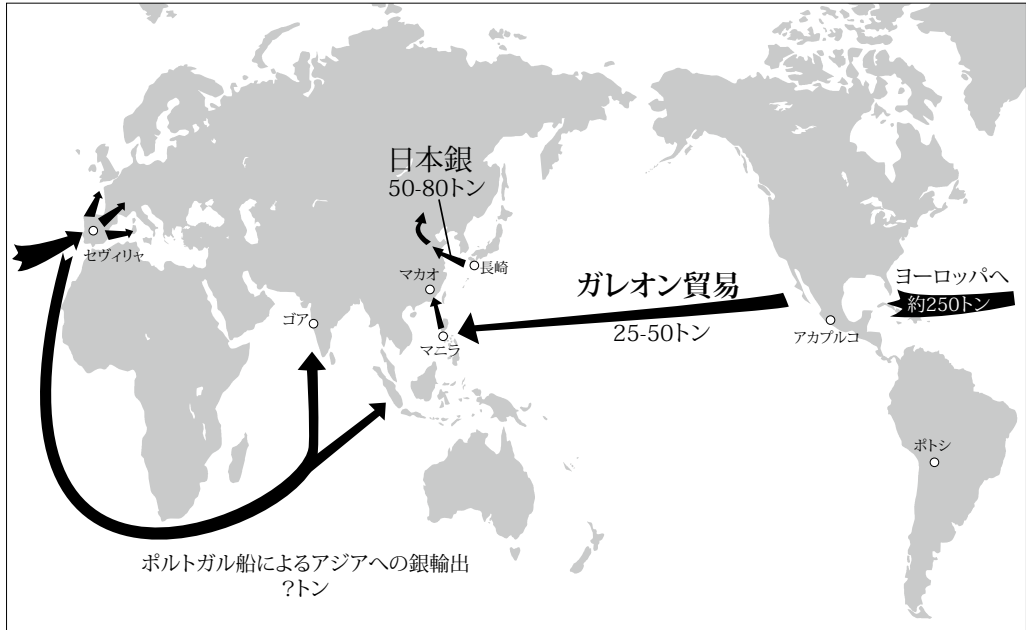 日本銀
50-80トン
セヴィリャ
マカオ
長崎
ヨーロッパへ
約250トン
ガレオン貿易
25-50トン
ゴア
マニラ
アカプルコ
ポトシ
ポルトガル船によるアジアへの銀輸出
?トン